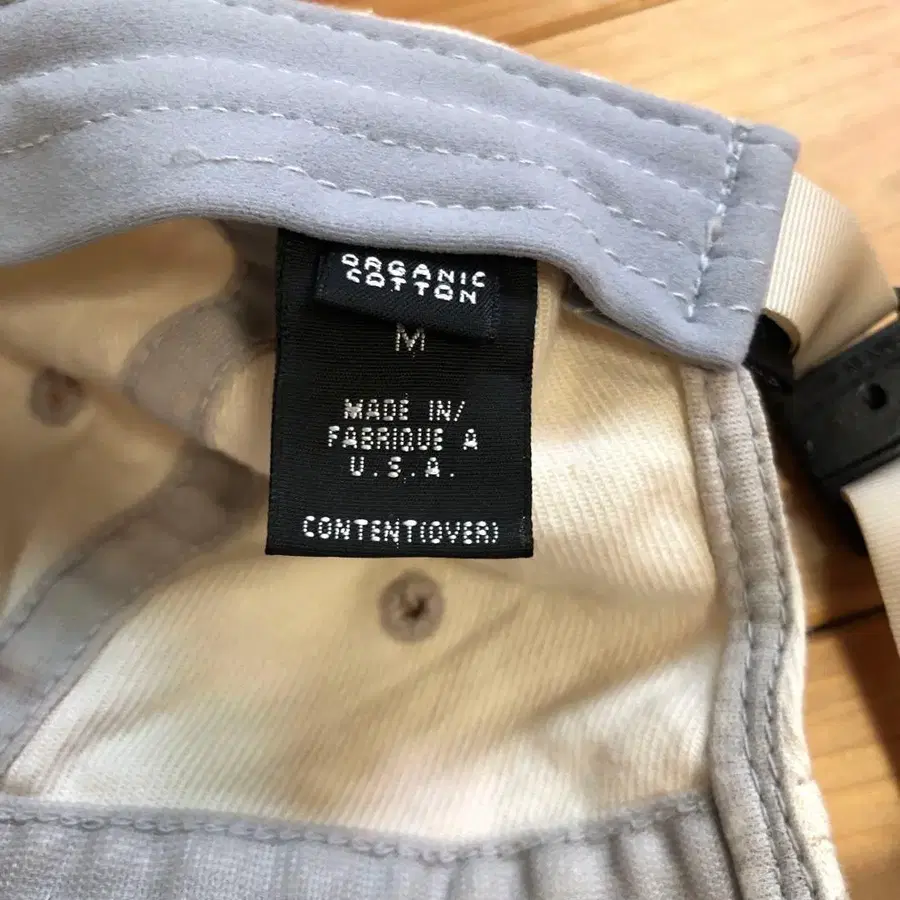 ORGANIC
COTTON
M
MADE IN/
FABRIQUE A
U.S.A.
CONTENT(OVER)